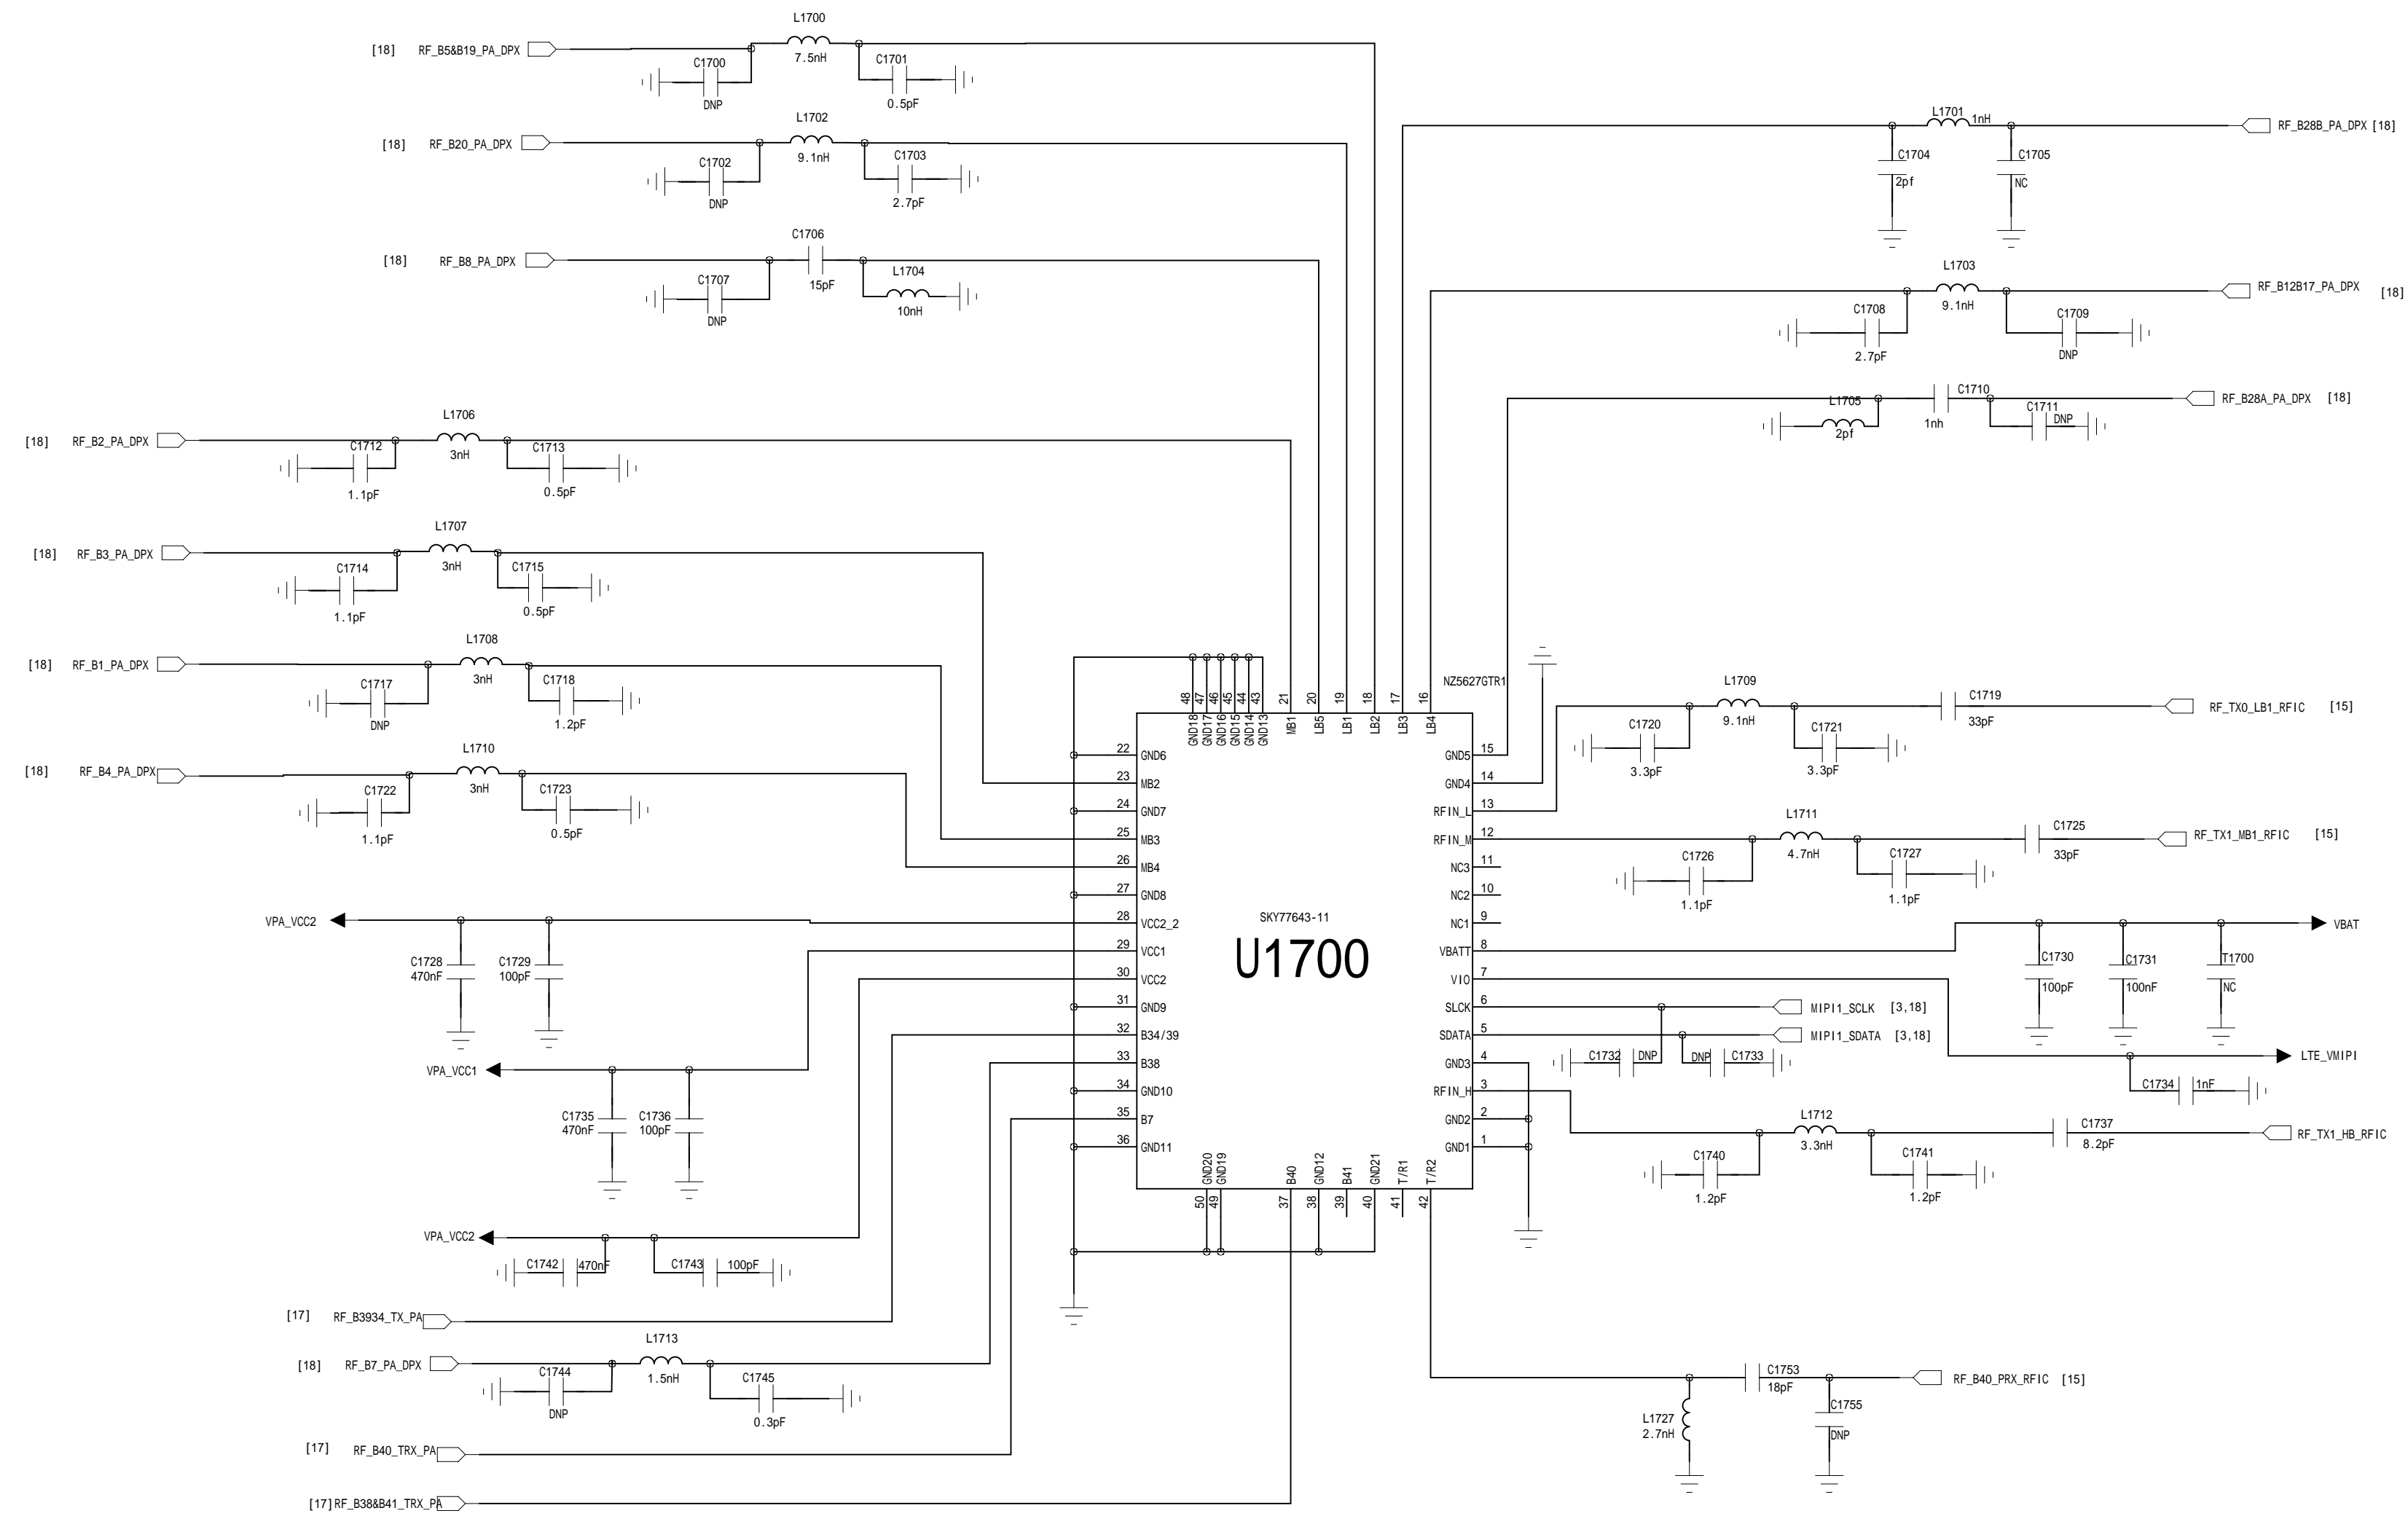 L1700
[18] RF_B5&B19_PA_DPX
7.5nH
C1700
C1701
DNP
0.5pF
L1702
[18] RF_B20_PA_DPX
9.1nH
C1702
C1703
DNP
2.7pF
C1706
[18] RF_B8_PA_DPX
C1707
15pF
L1704
DNP
10nH
L1701
1nH
RF_B28B_PA_DPX [18]
C1704
C1705
2pf
NC
L1703
RF_B12B17_PA_DPX [18]
9.1nH
C1708
C1709
2.7pF
DNP
C1710
L1705
RF_B28A_PA_DPX [18]
C1711
DNP
1nh
2pf
L1706
[18] RF_B2_PA_DPX
C1712
3nH
C1713
1.1pF
0.5pF
L1707
[18] RF_B3_PA_DPX
C1714
3nH
C1715
1.1pF
0.5pF
L1708
[18] RF_B1_PA_DPX
C1717
3nH
C1718
DNP
1.2pF
L1710
[18] RF_B4_PA_DPX
C1722
3nH
C1723
1.1pF
0.5pF
NZ5627GTR1
48 47 46 45 44 43 21 20 19 18 17 16
GND18 GND17 GND16 GND15 GND14 GND13 MB1 LB5 LB1 LB2 LB3 LB4
22 GND6
23 MB2
24 GND7
25 MB3
26 MB4
27 GND8
28 VCC2_2
29 VCC1
30 VCC2
31 GND9
32 B34/39
33 B38
34 GND10
35 B7
36 GND11
SKY77643-11
U1700
GND5 15
GND4 14
RFIN_L 13
RFIN_M 12
NC3 11
NC2 10
NC1 9
VBATT 8
VIO 7
SLCK 6
SDATA 5
GND3 4
RFIN_H 3
GND2 2
GND1 1
GND20 GND19 B40 GND12 B41 GND21 T/R1 T/R2
50 49 37 38 39 40 41 42
L1709
C1719
9.1nH
33pF
RF_TX0_LB1_RFIC [15]
C1720
C1721
3.3pF
3.3pF
L1711
C1725
4.7nH
33pF
RF_TX1_MB1_RFIC [15]
C1726
C1727
1.1pF
1.1pF
VBAT
C1730
C1731
T1700
100pF
100nF
NC
MIPI1_SCLK [3,18]
MIPI1_SDATA [3,18]
C1732 DNP
DNP C1733
LTE_VMIPI
C1734 1nF
L1712
C1737
3.3nH
8.2pF
RF_TX1_HB_RFIC
C1740
C1741
1.2pF
1.2pF
VPA_VCC2
C1728
470nF
C1729
100pF
VPA_VCC1
C1735
470nF
C1736
100pF
VPA_VCC2
C1742 470nF
C1743 100pF
[17] RF_B3934_TX_PA
L1713
[18] RF_B7_PA_DPX
C1744
1.5nH
C1745
DNP
0.3pF
[17] RF_B40_TRX_PA
[17] RF_B38&B41_TRX_PA
C1753
18pF
RF_B40_PRX_RFIC [15]
L1727
2.7nH
C1755
DNP